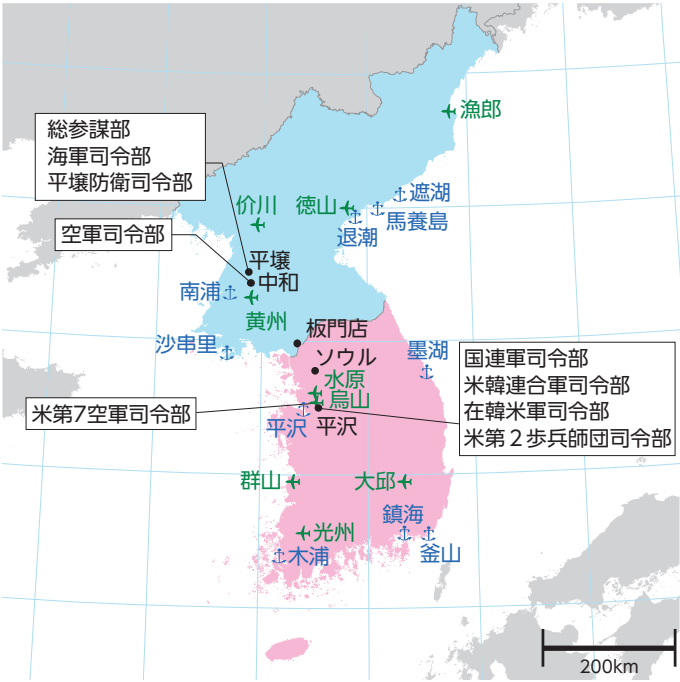 漁郎
総参謀部
海軍司令部
平壌防衛司令部
遮湖
価川
徳山
馬養島
退潮
空軍司令部
平壌
中和
南浦
黄州
板門店
沙串里
墨湖
ソウル
国連軍司令部
米韓連合軍司令部
在韓米軍司令部
米第2歩兵師団司令部
水原
烏山
米第7空軍司令部
平沢
平沢
群山
大邱
鎮海
光州
釜山
木浦
200km